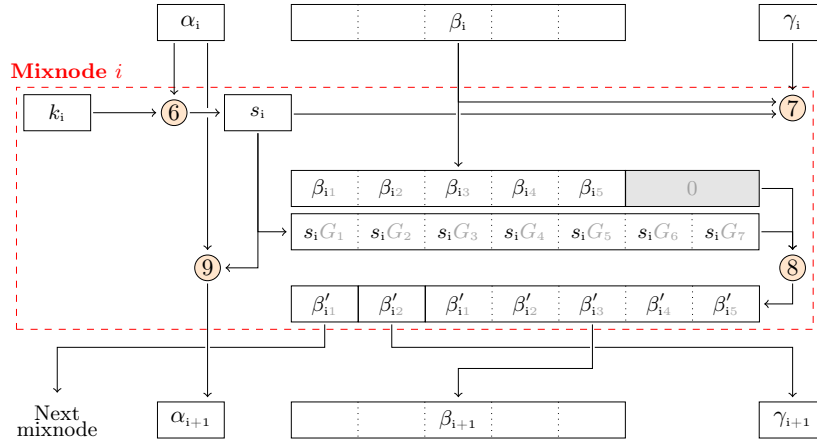 αᵢ βᵢ γᵢ
Mixnode i
kᵢ 6 sᵢ 7
βᵢ₁ βᵢ₂ βᵢ₃ βᵢ₄ βᵢ₅ 0
sᵢG₁ sᵢG₂ sᵢG₃ sᵢG₄ sᵢG₅ sᵢG₆ sᵢG₇
9 8
β′ᵢ₁ β′ᵢ₂ β′ᵢ₁ β′ᵢ₂ β′ᵢ₃ β′ᵢ₄ β′ᵢ₅
Next
mixnode
αᵢ₊₁ βᵢ₊₁ γᵢ₊₁